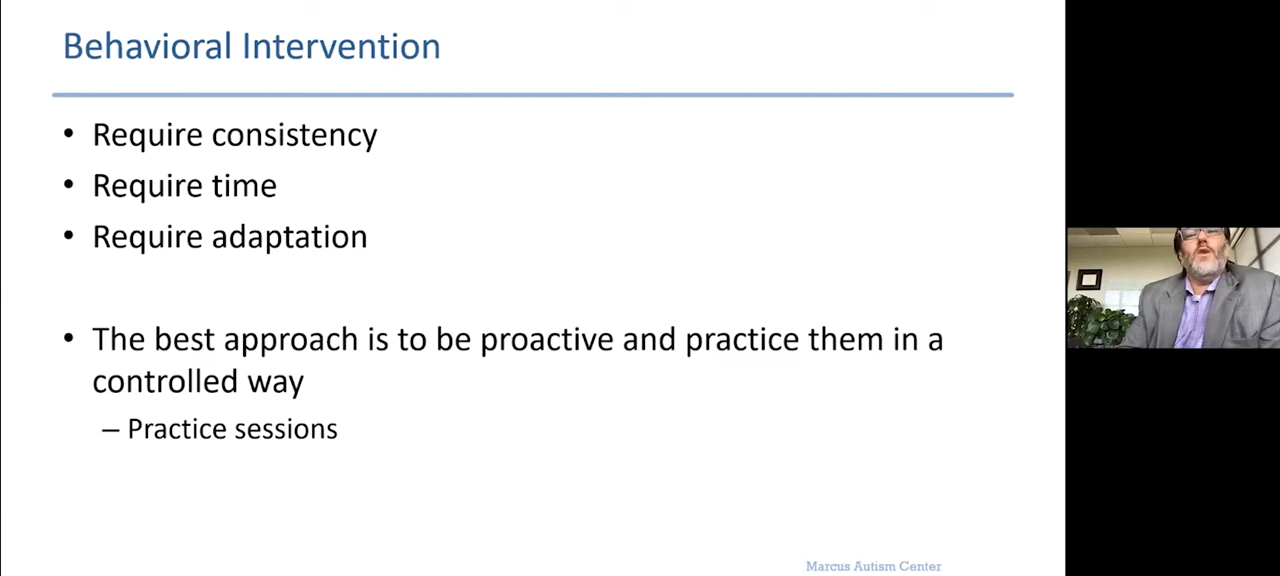 Behavioral Intervention
• Require consistency
• Require time
• Require adaptation
• The best approach is to be proactive and practice them in a
controlled way
– Practice sessions
Marcus Autism Center